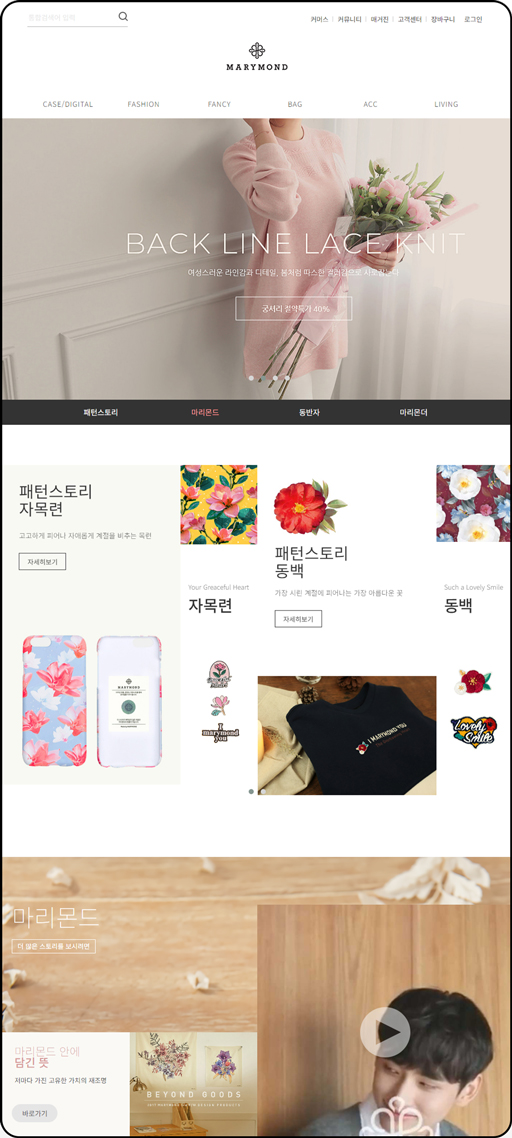 통합검색어 입력
커머스 | 커뮤니티 | 매거진 | 고객센터 | 장바구니 로그인
MARYMOND
CASE/DIGITAL FASHION FANCY BAG ACC LIVING
BACK LINE LACE KNIT
여성스러운 라인감과 디테일, 봄처럼 따스한 컬러감으로
궁셔리 절약특가 40%
패턴스토리 마리몬드 동반자 마리몬더
패턴스토리
자목련
고고하게 피어나 자애롭게 계절을 비추는 목련
자세히보기
MARYMOND
Your Greaceful Heart
자목련
I
marymond
you
패턴스토리
동백
가장 시린 계절에 피어나는 가장 아름다운 꽃
자세히보기
I MARYMOND YOU
Such a Lovely Smile
동백
Lovely
Smile
마리몬드
더 많은 스토리를 보시려면
마리몬드 안에
담긴 뜻
저마다 가진 고유한 가치의 재조명
바로가기
BEYOND GOODS